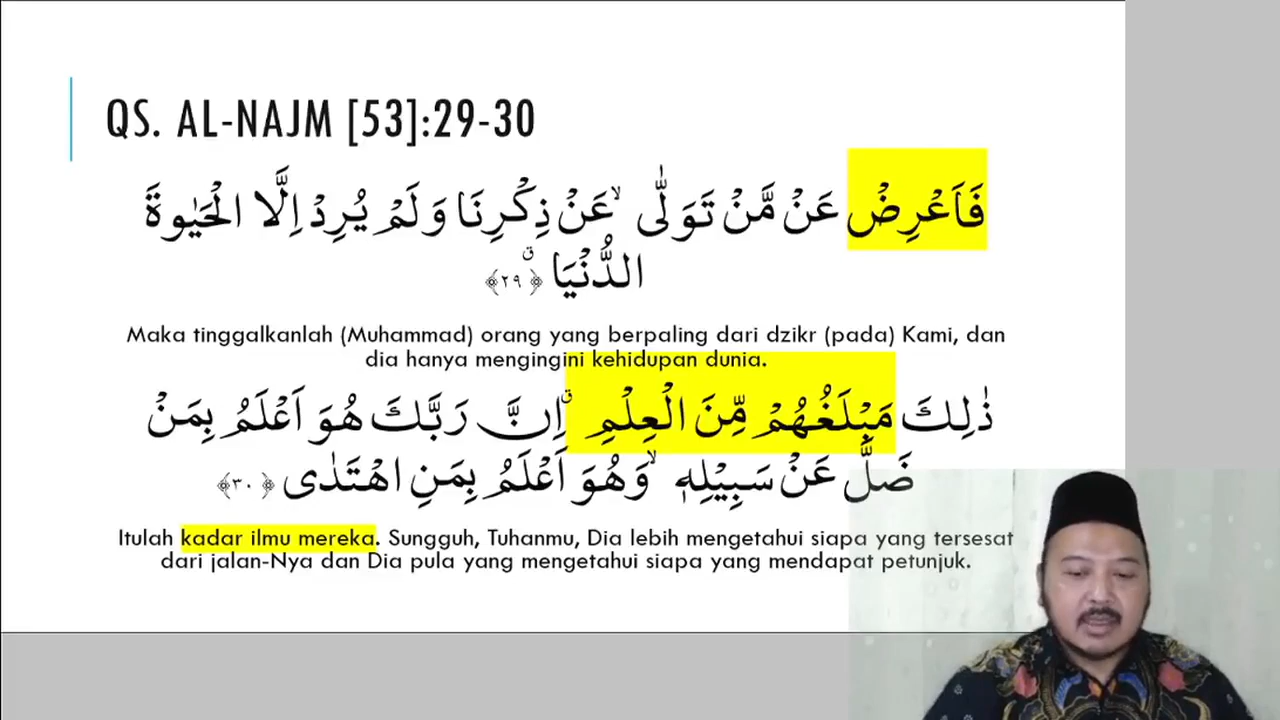 QS. AL-NAJM [53]:29-30
فَاَعْرِضْ عَنْ مَّنْ تَوَلّٰى ۙ عَنْ ذِكْرِنَا وَلَمْ يُرِدْ اِلَّا الْحَيٰوةَ
الدُّنْيَا ۗ ﴿٢٩﴾
Maka tinggalkanlah (Muhammad) orang yang berpaling dari dzikr (pada) Kami, dan
dia hanya mengingini kehidupan dunia.
ذٰلِكَ مَبْلَغُهُمْ مِّنَ الْعِلْمِ ۗ اِنَّ رَبَّكَ هُوَ اَعْلَمُ بِمَنْ
ضَلَّ عَنْ سَبِيْلِهٖ ۙ وَهُوَ اَعْلَمُ بِمَنِ اهْتَدٰى ﴿٣٠﴾
Itulah kadar ilmu mereka. Sungguh, Tuhanmu, Dia lebih mengetahui siapa yang tersesat
dari jalan-Nya dan Dia pula yang mengetahui siapa yang mendapat petunjuk.